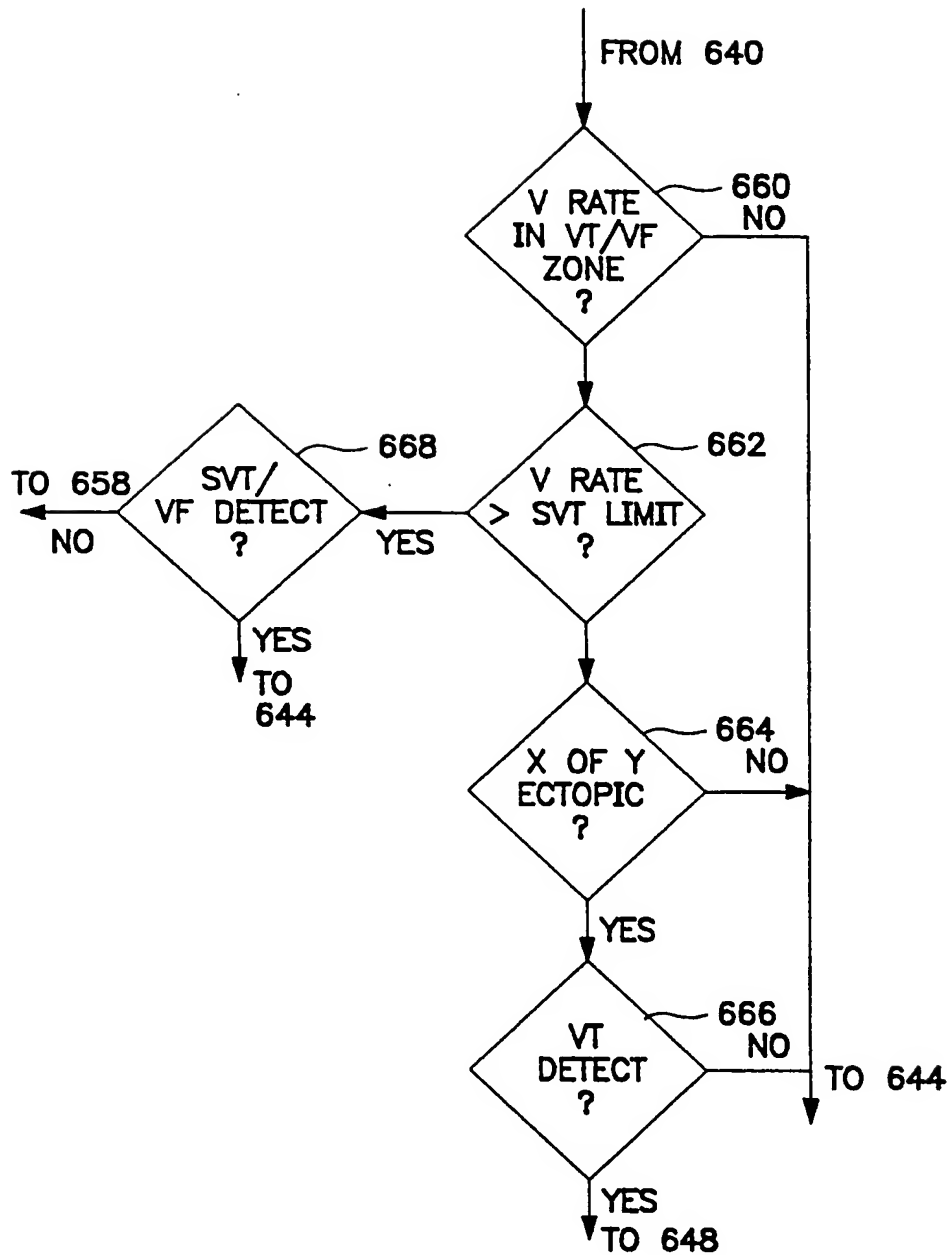 FROM 640
660
V RATE
IN VT/VF
ZONE
?
NO
662
V RATE
> SVT LIMIT
?
YES
668
SVT/
VF DETECT
?
TO 658
NO
YES
TO
644
664
X OF Y
ECTOPIC
?
NO
YES
666
VT
DETECT
?
NO
TO 644
YES
TO 648